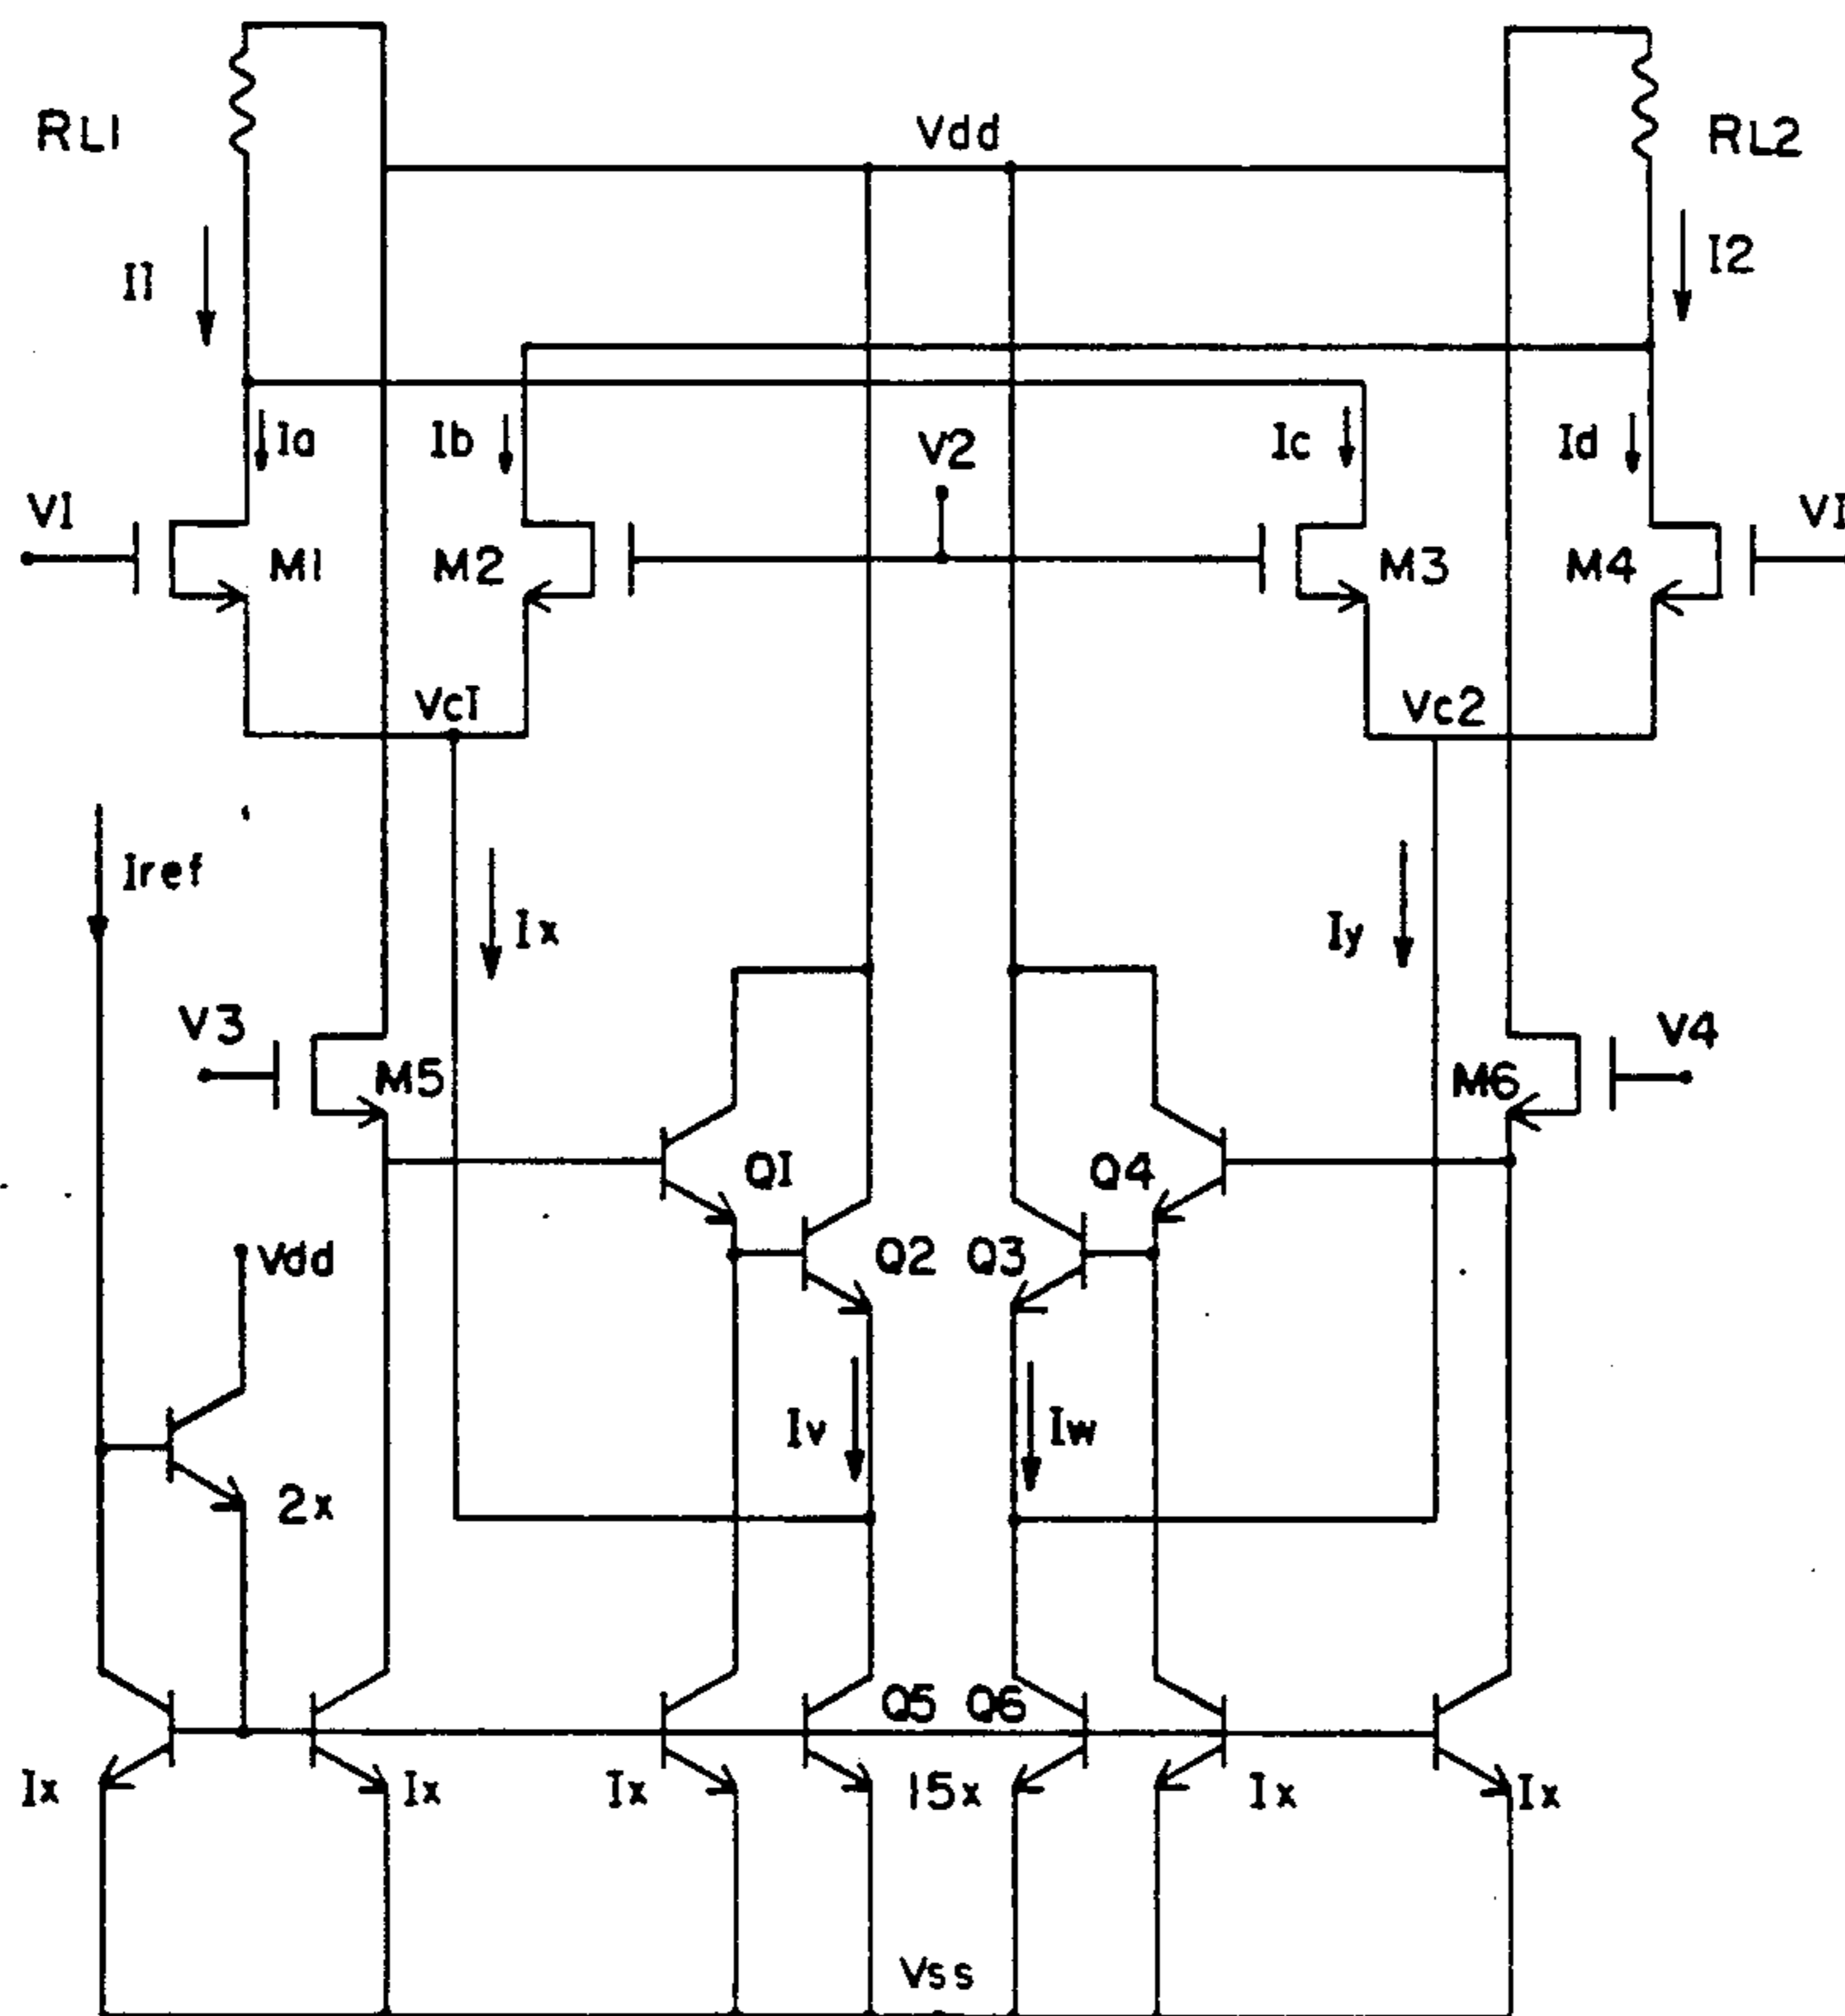 RL1
Vdd
RL2
I1
I2
Ia
Ib
V2
Ic
Id
V1
V1
M1
M2
M3
M4
Vc1
Vc2
Iref
Ix
Iy
V3
V4
M5
M6
Q1
Q4
Vdd
Q2
Q3
Iv
Iw
2x
Q5
Q6
Ix
Ix
Ix
15x
Ix
Ix
Vss